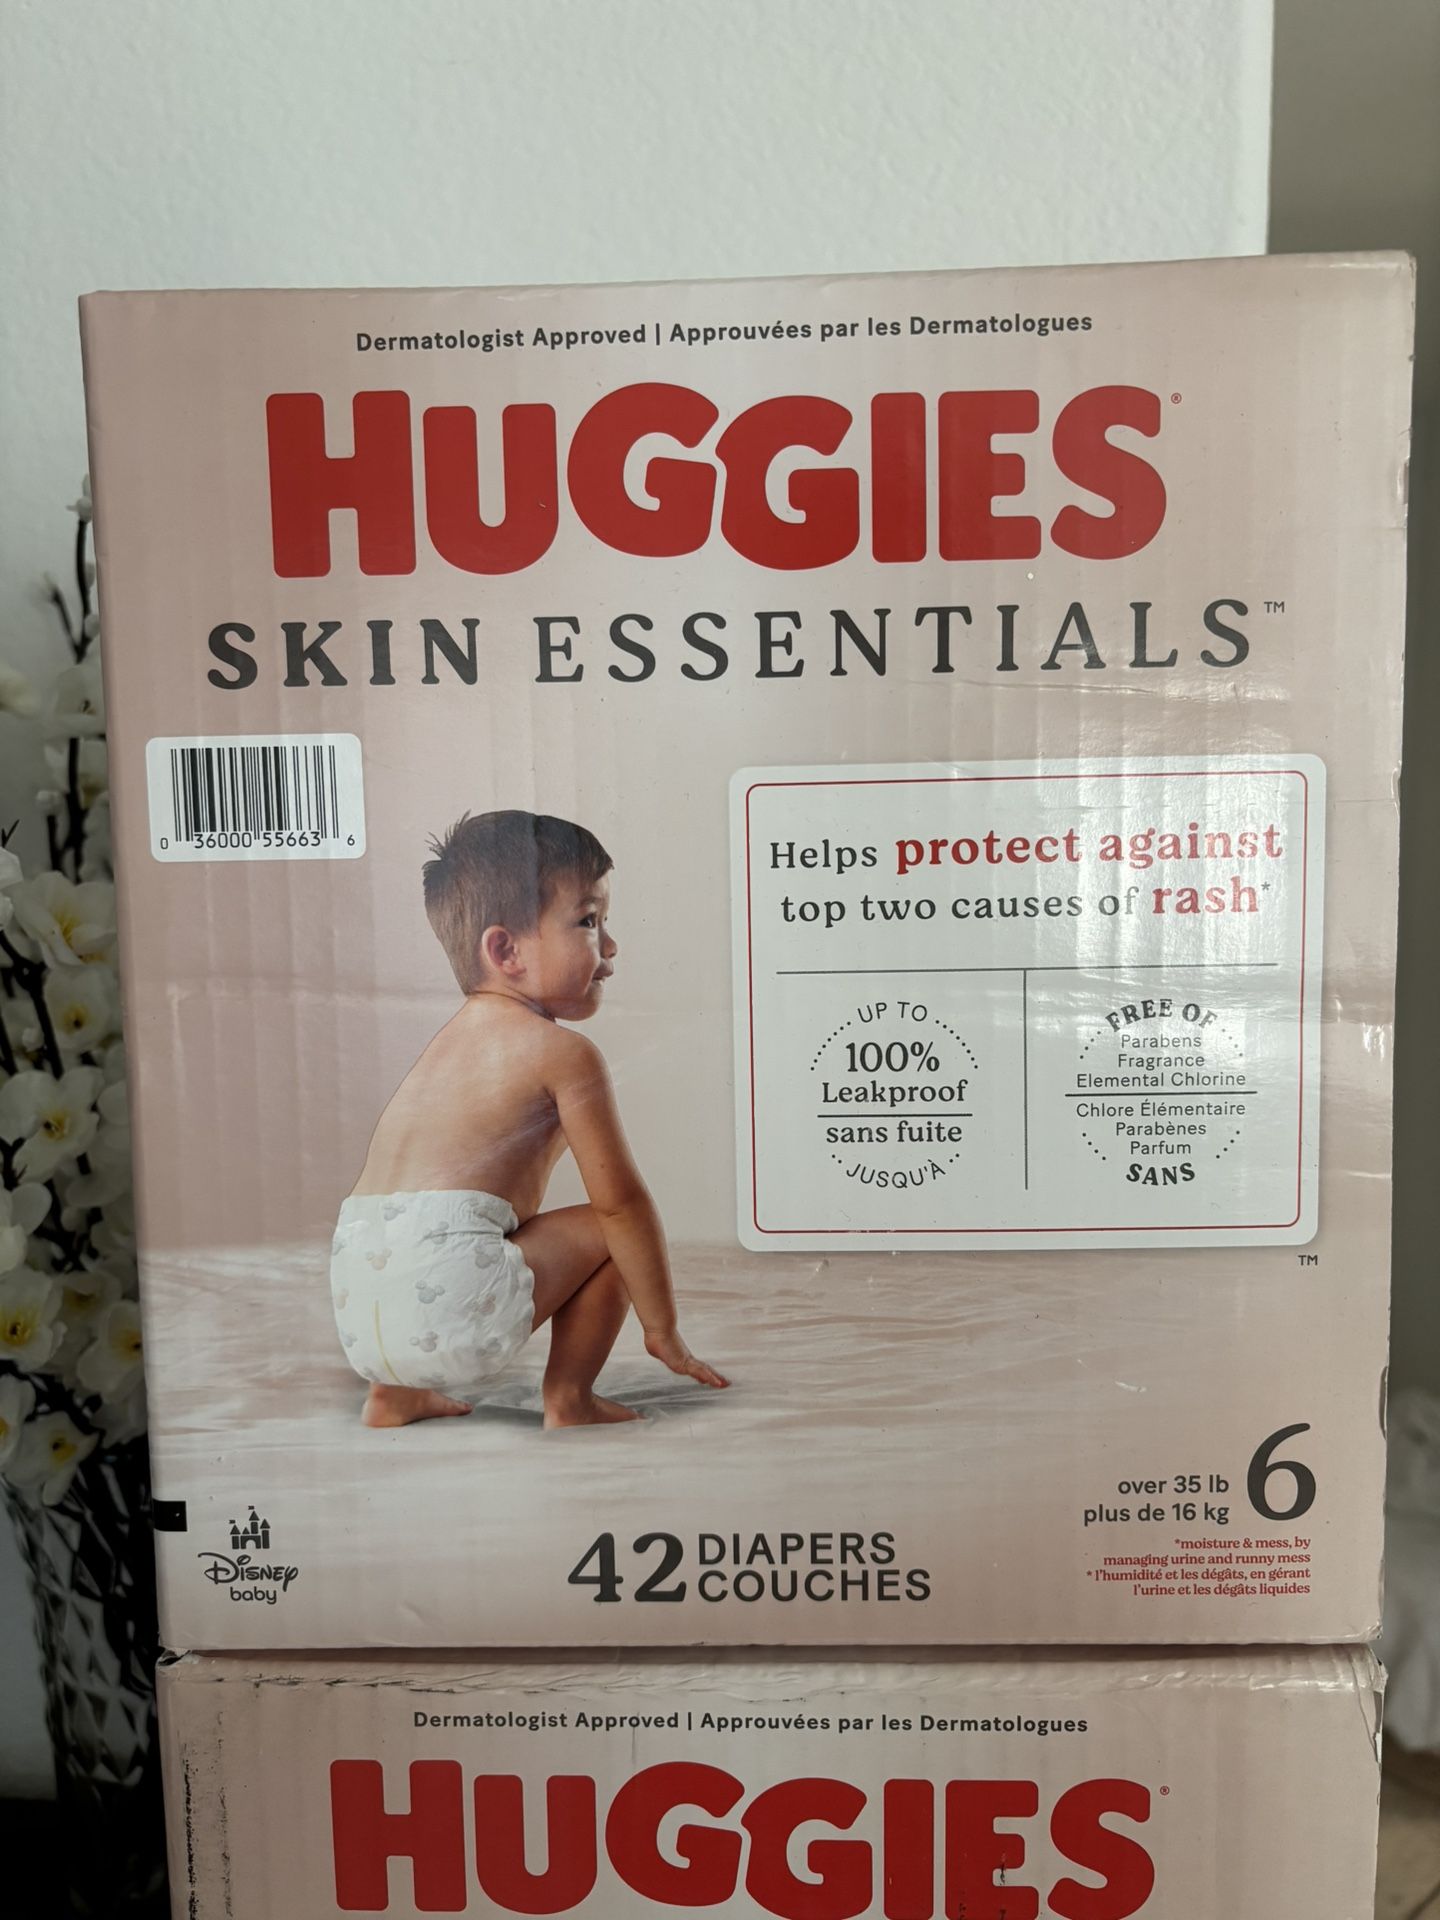 Dermatologist Approved | Approuvées par les Dermatologues
HUGGIES®
SKIN ESSENTIALS™
0 36000 55663 6
Helps protect against
top two causes of rash*
UP TO
100%
Leakproof
sans fuite
JUSQU'À
FREE OF
Parabens
Fragrance
Elemental Chlorine
Chlore Élémentaire
Parabènes
Parfum
SANS
TM
over 35 lb
plus de 16 kg
6
*moisture & mess, by
managing urine and runny mess
*l'humidité et les dégâts, en gérant
l'urine et les dégâts liquides
Disney
baby
42 DIAPERS
COUCHES
Dermatologist Approved | Approuvées par les Dermatologues
HUGGIES®